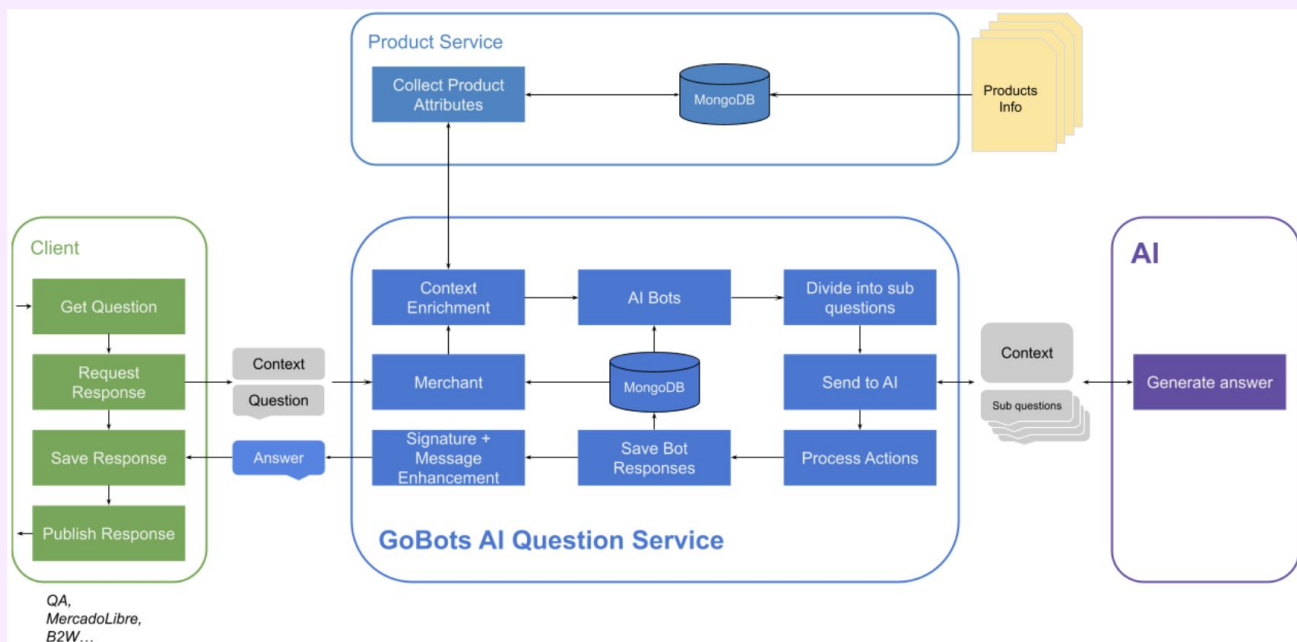 Product Service
Collect Product
Attributes
MongoDB
Products
Info
Client
Get Question
Request
Response
Save Response
Publish Response
QA,
MercadoLibre,
B2W…
Context
Question
Answer
Context
Enrichment
AI Bots
Divide into sub
questions
Merchant
MongoDB
Send to AI
Signature +
Message
Enhancement
Save Bot
Responses
Process Actions
GoBots AI Question Service
Context
Sub questions
AI
Generate answer